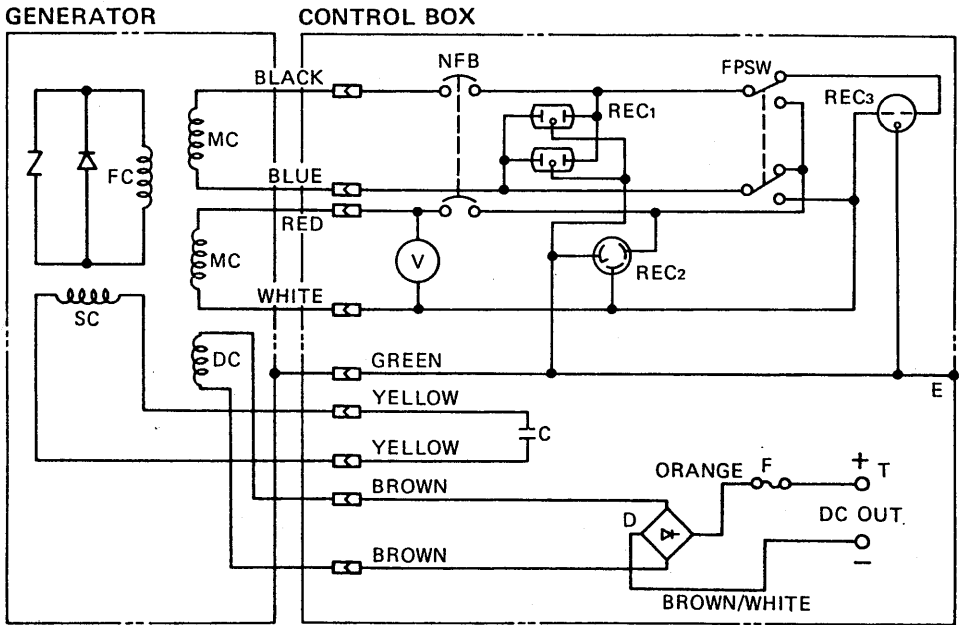 GENERATOR
CONTROL BOX
NFB
FPSW
BLACK
REC1
REC3
MC
FC
BLUE
RED
MC
V
REC2
WHITE
SC
DC
GREEN
E
YELLOW
C
YELLOW
ORANGE
F
+
T
BROWN
D
DC OUT.
BROWN
−
BROWN/WHITE